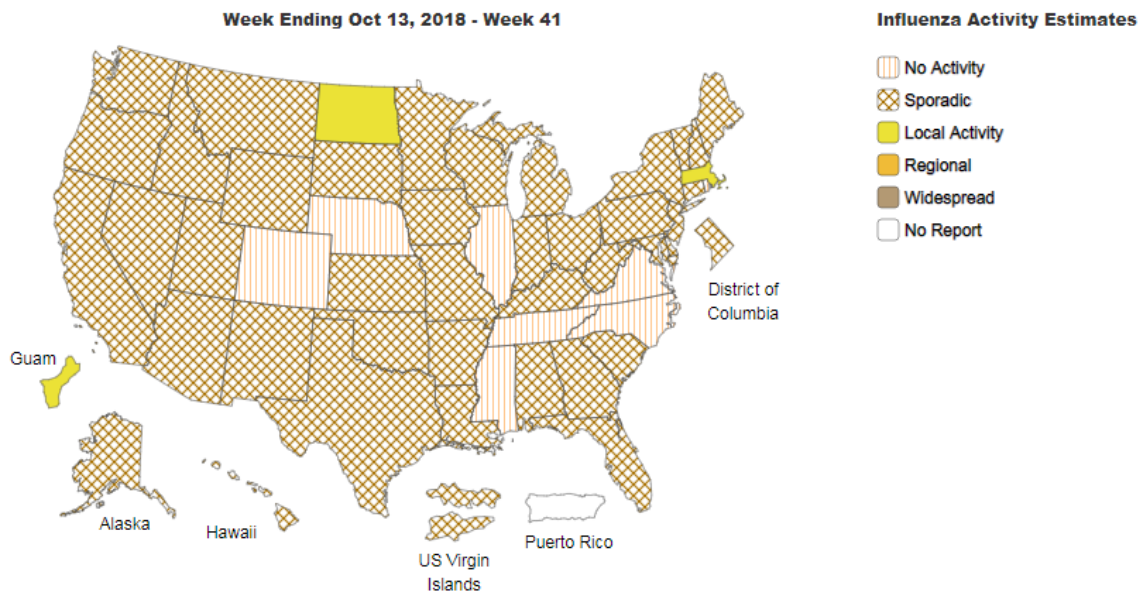 Week Ending Oct 13, 2018 - Week 41
Influenza Activity Estimates
No Activity
Sporadic
Local Activity
Regional
Widespread
No Report
District of
Columbia
Guam
Alaska
Hawaii
US Virgin
Islands
Puerto Rico